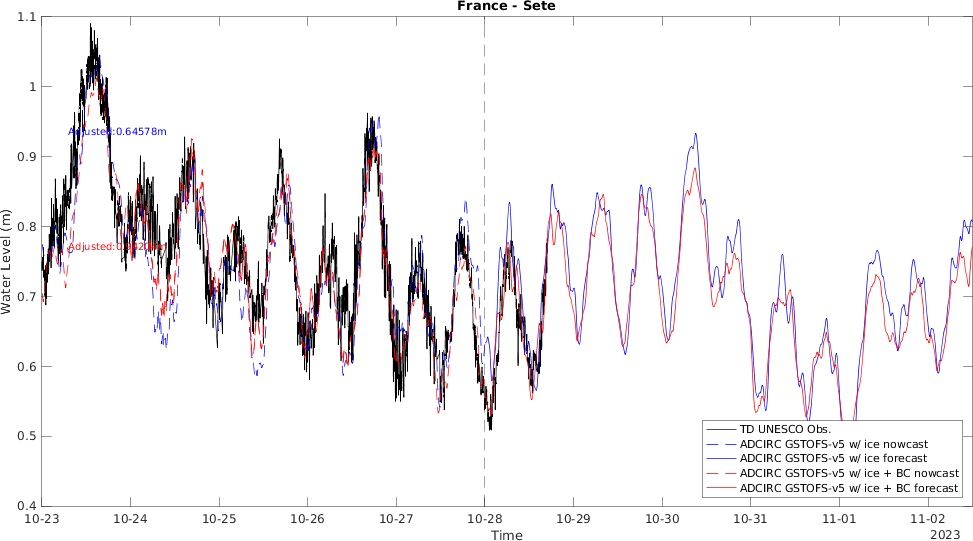 France - Sete
1.1
1
0.9
0.8
0.7
0.6
0.5
0.4
Water Level (m)
Adjusted:0.64578m
TD UNESCO Obs.
ADCIRC GSTOFS-v5 w/ ice nowcast
ADCIRC GSTOFS-v5 w/ ice forecast
ADCIRC GSTOFS-v5 w/ ice + BC nowcast
ADCIRC GSTOFS-v5 w/ ice + BC forecast
10-23 10-24 10-25 10-26 10-27 10-28 10-29 10-30 10-31 11-01 11-02
2023
Time